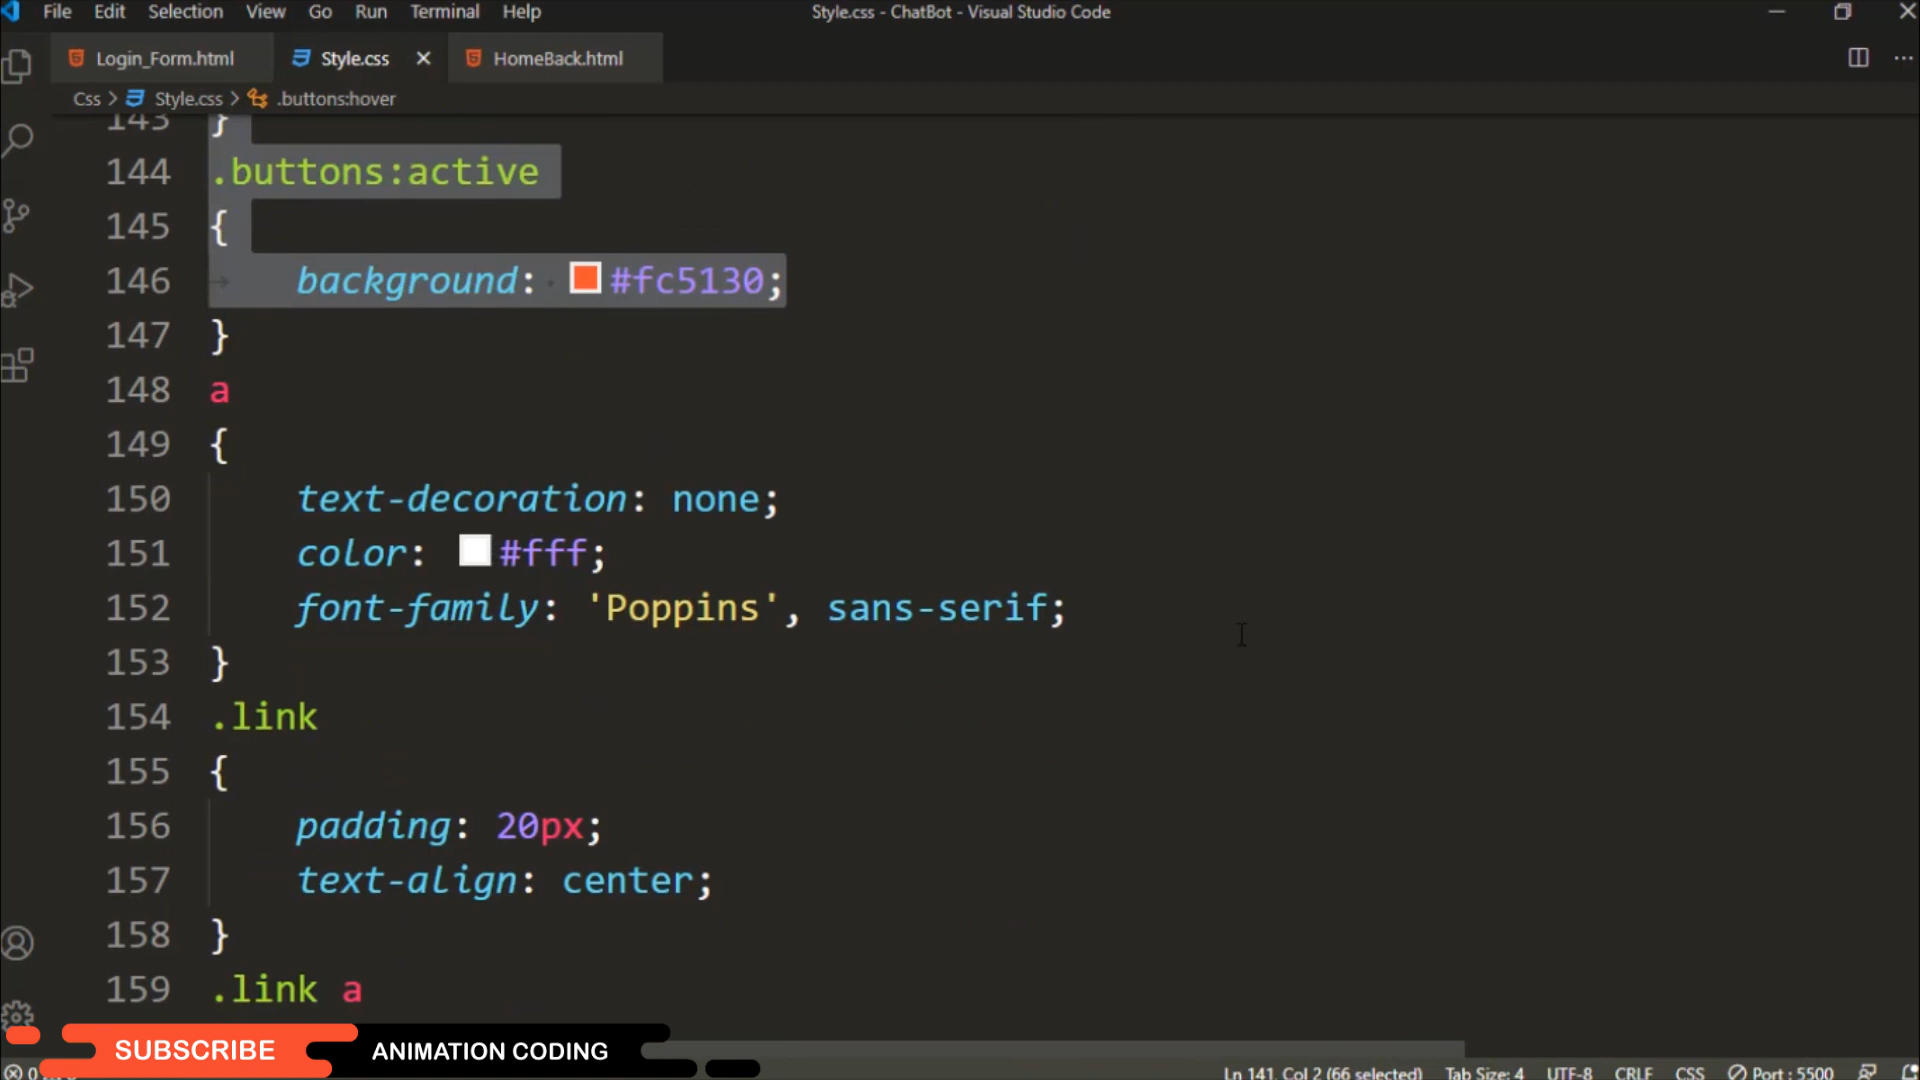 File Edit Selection View Go Run Terminal Help Style.css - ChatBot - Visual Studio Code
Login_Form.html Style.css HomeBack.html
Css > Style.css > .buttons:hover
143 }
144 .buttons:active
145 {
146 background: #fc5130;
147 }
148 a
149 {
150 text-decoration: none;
151 color: #fff;
152 font-family: 'Poppins', sans-serif;
153 }
154 .link
155 {
156 padding: 20px;
157 text-align: center;
158 }
159 .link a
SUBSCRIBE ANIMATION CODING
0 Ln 141, Col 2 (66 selected) Tab Size: 4 UTF-8 CRLF CSS Port : 5500